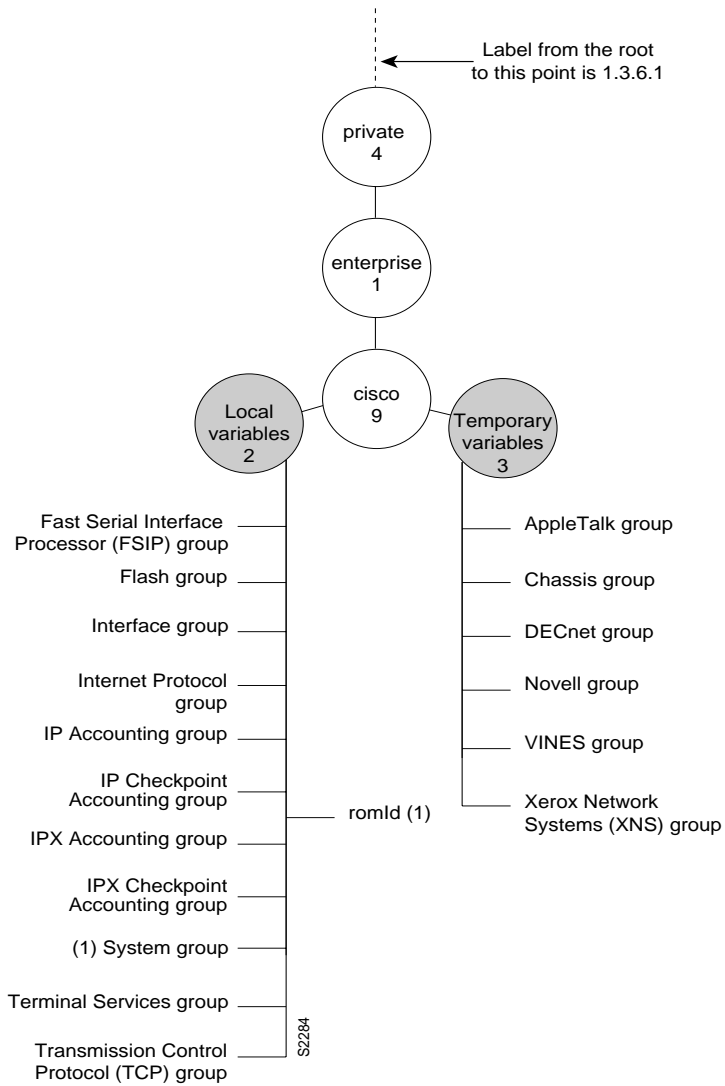 Label from the root
to this point is 1.3.6.1
private
4
enterprise
1
cisco
9
Local
variables
2
Temporary
variables
3
Fast Serial Interface
Processor (FSIP) group
Flash group
Interface group
Internet Protocol
group
IP Accounting group
IP Checkpoint
Accounting group
IPX Accounting group
IPX Checkpoint
Accounting group
(1) System group
Terminal Services group
Transmission Control
Protocol (TCP) group
romId (1)
S2284
AppleTalk group
Chassis group
DECnet group
Novell group
VINES group
Xerox Network
Systems (XNS) group